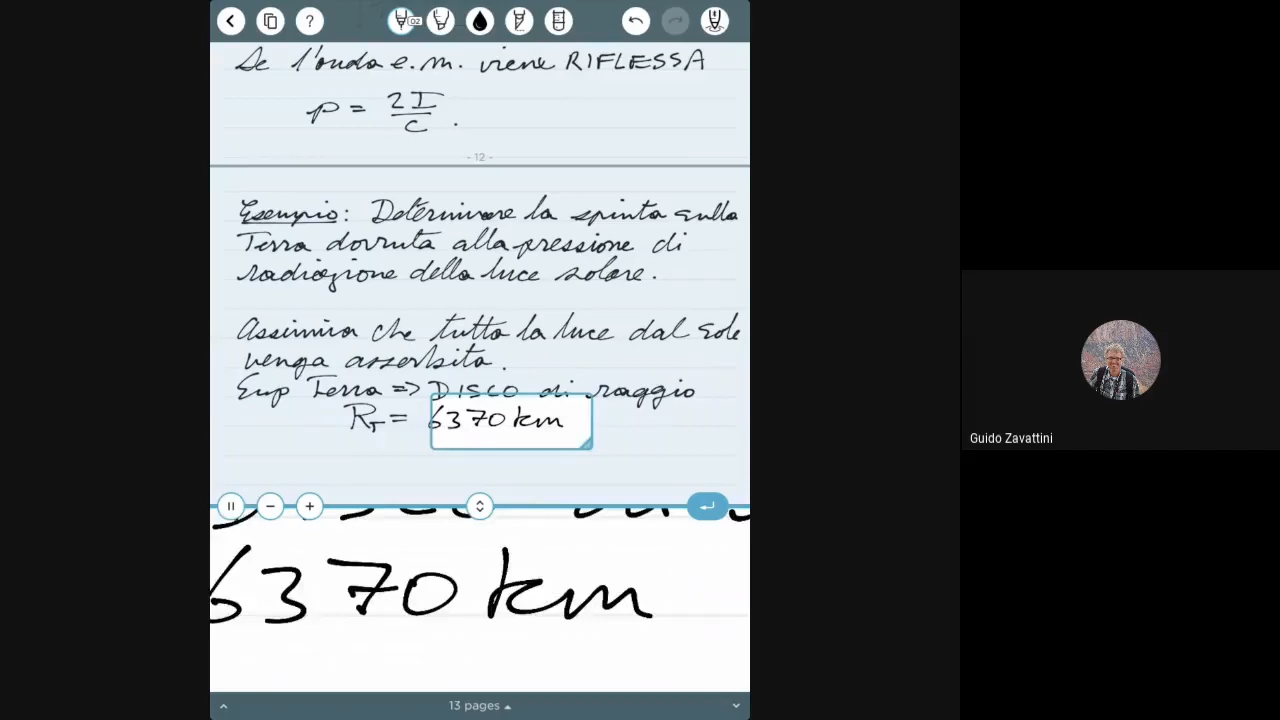 ?
02
Se l'onda e.m. viene RIFLESSA
p = 2I/c .
- 12 -
Esempio: Determinare la spinta sulla
Terra dovuta alla pressione di
radiazione della luce solare.
Assumia che tutta la luce dal sole
venga assorbita.
Sup Terra => DISCO di raggio
R_T = 6370 km
6370 km
13 pages
Guido Zavattini